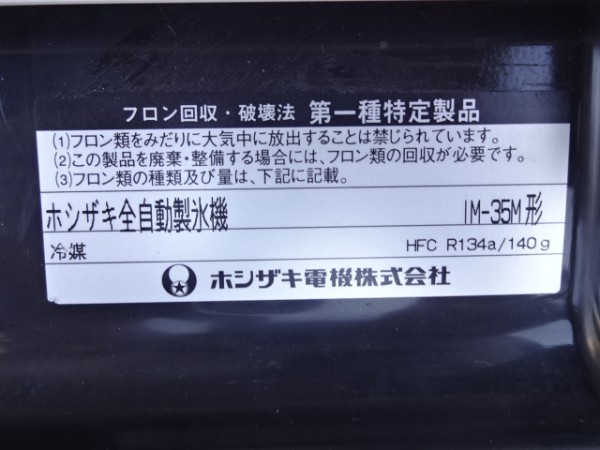 フロン回収・破壊法 第一種特定製品
(1)フロン類をみだりに大気中に放出することは禁じられています。
(2)この製品を廃棄・整備する場合には、フロン類の回収が必要です。
(3)フロン類の種類及び量は、下記に記載。
ホシザキ全自動製氷機 IM-35M形
冷媒 HFC R134a/140g
ホシザキ電機株式会社